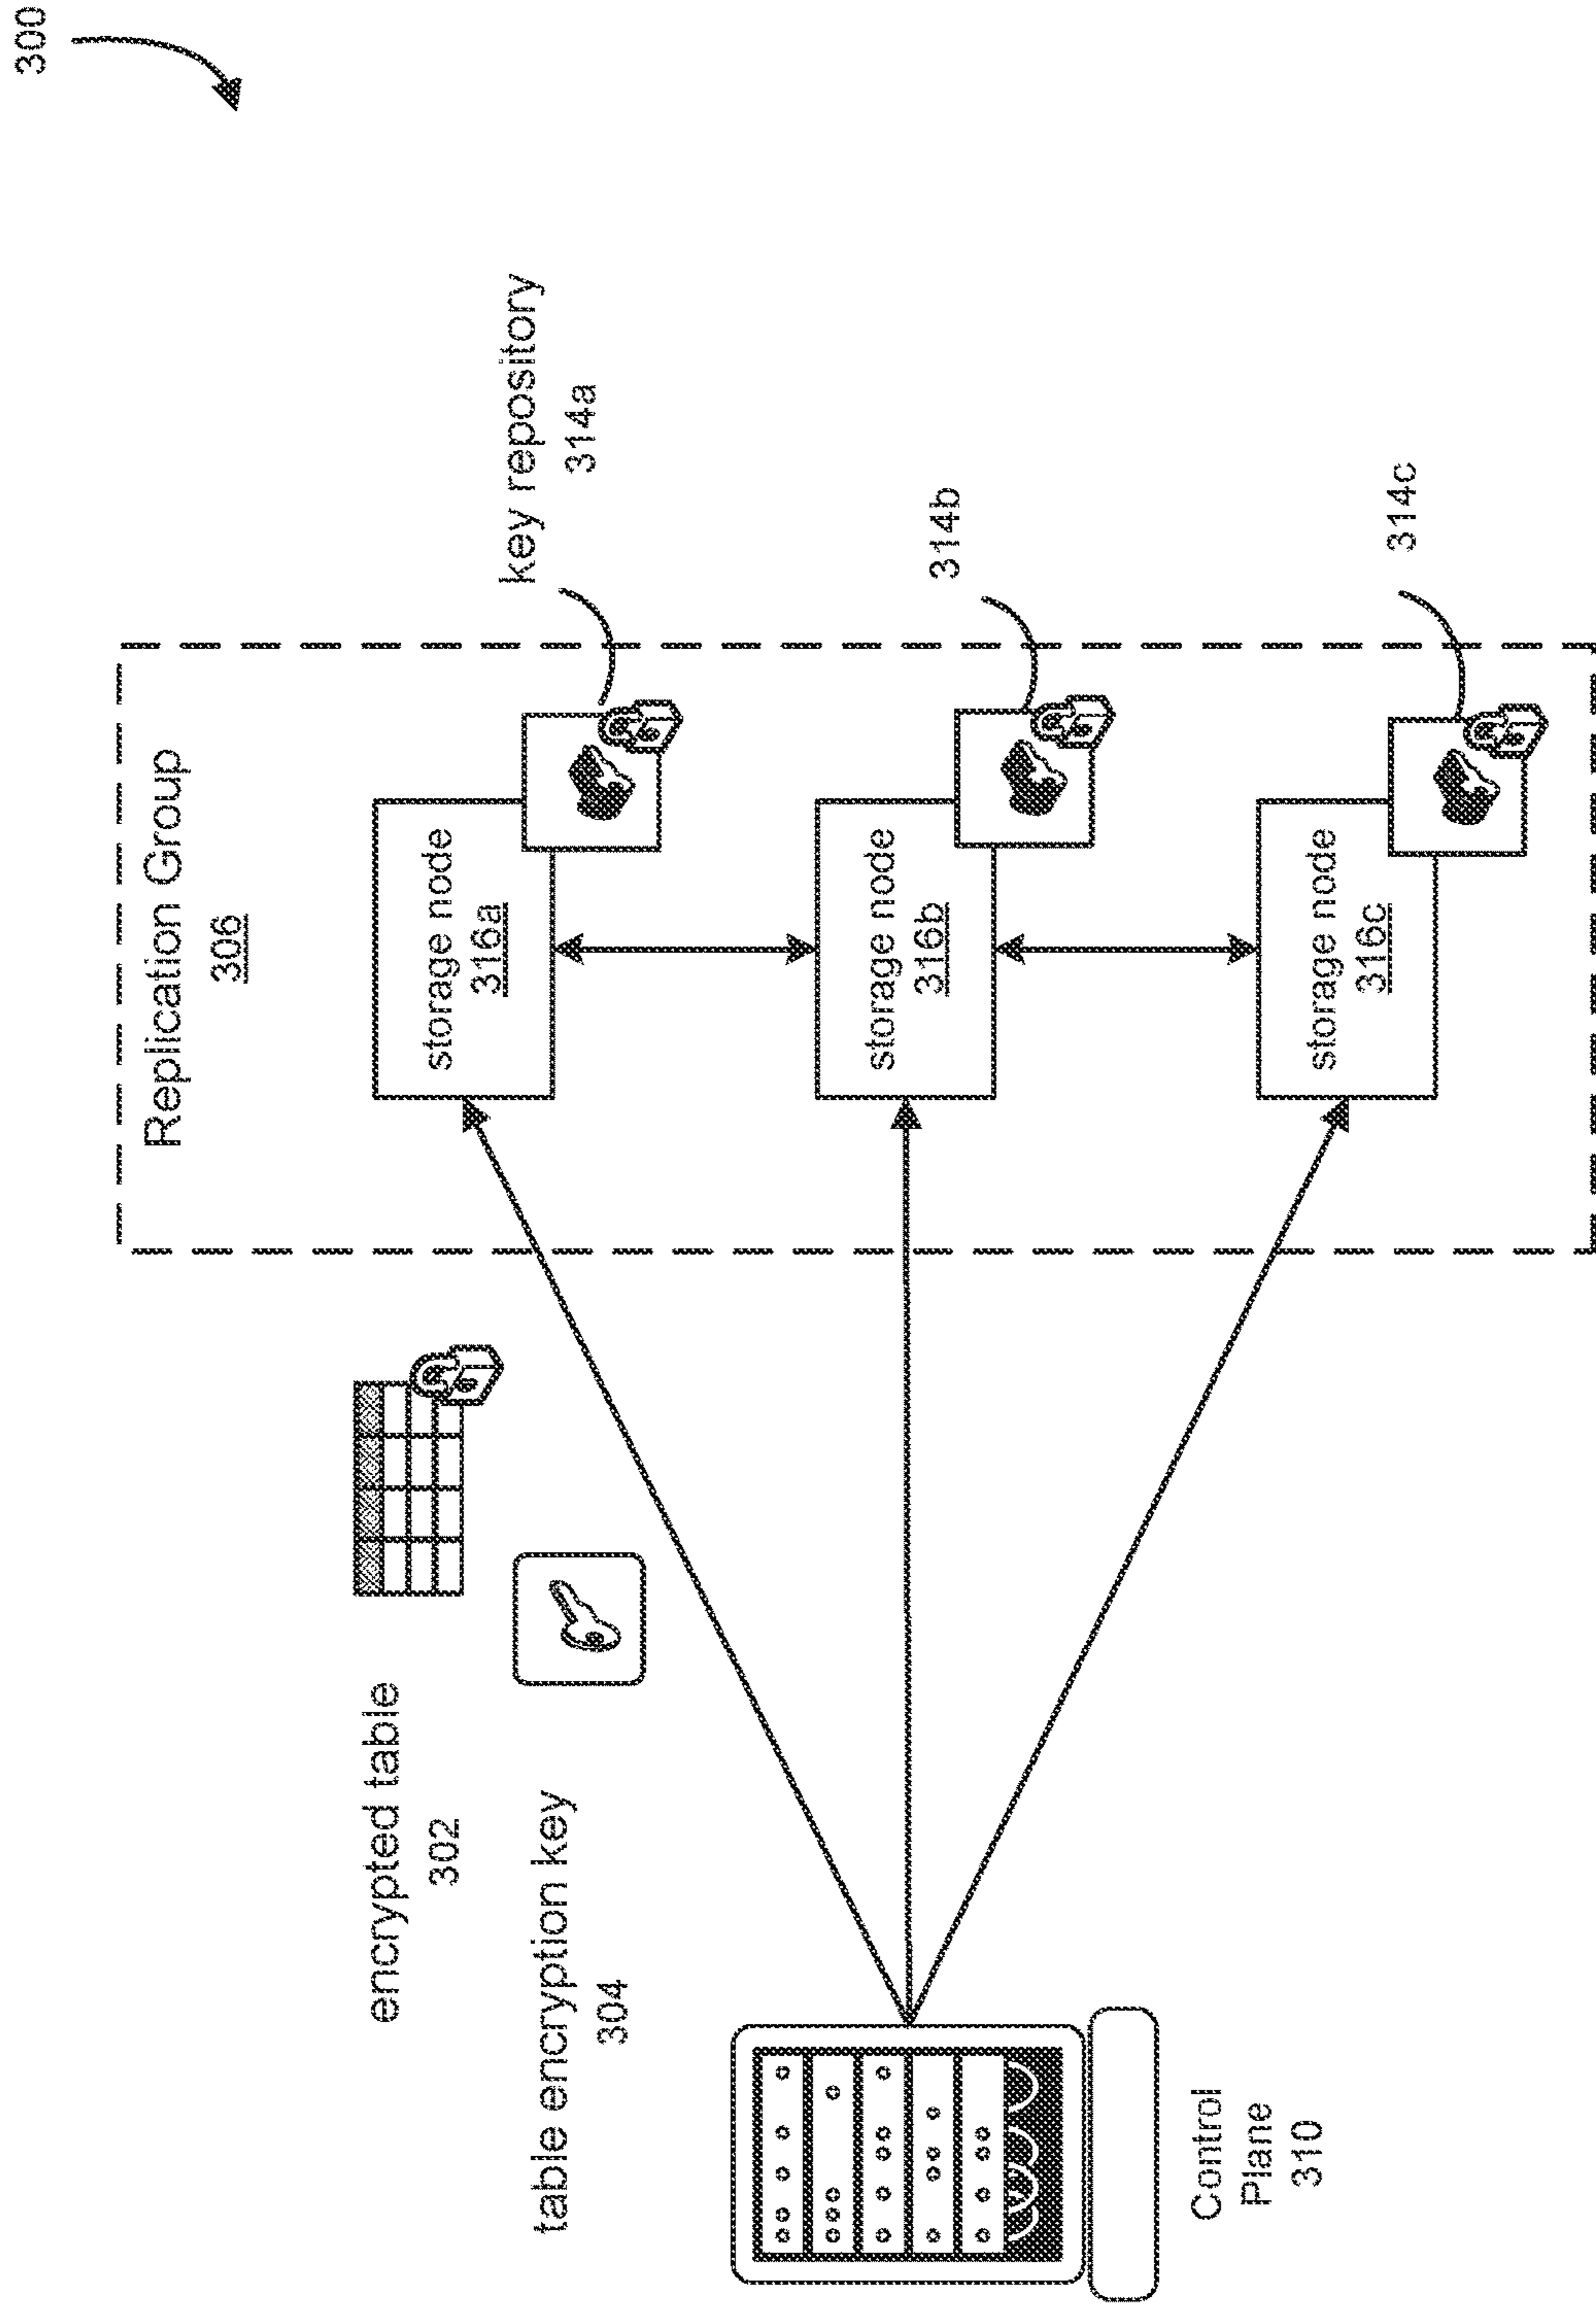 300
Replication Group
306
encrypted table
302
table encryption key
304
storage node
316a
key repository
314a
storage node
316b
314b
storage node
316c
314c
Control
Plane
310